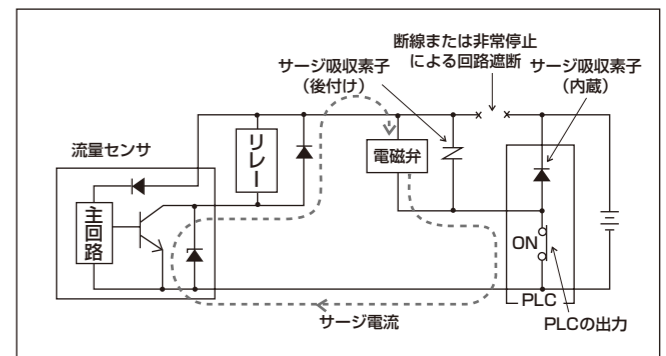 断線または非常停止
による回路遮断
サージ吸収素子
（後付け）
サージ吸収素子
（内蔵）
流量センサ
リレー
電磁弁
主回路
ON
PLC
サージ電流
PLCの出力